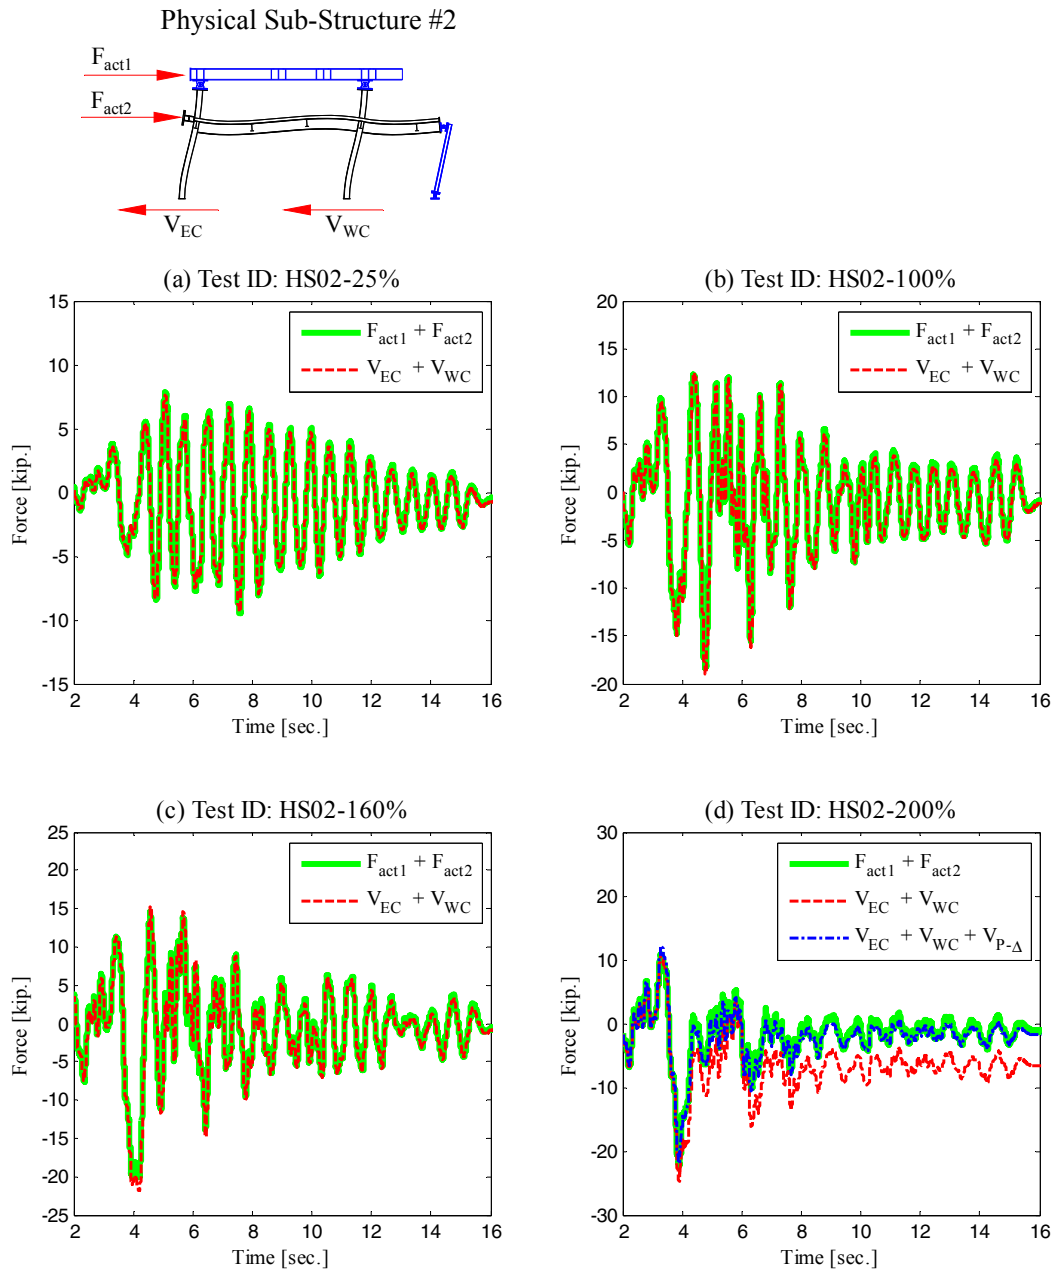 Physical Sub-Structure #2
F_act1
F_act2
V_EC
V_WC
(a) Test ID: HS02-25%
15
10
5
0
-5
-10
-15
Force [kip.]
F_act1 + F_act2
V_EC + V_WC
2 4 6 8 10 12 14 16
Time [sec.]
(b) Test ID: HS02-100%
20
15
10
5
0
-5
-10
-15
-20
Force [kip.]
F_act1 + F_act2
V_EC + V_WC
2 4 6 8 10 12 14 16
Time [sec.]
(c) Test ID: HS02-160%
25
20
15
10
5
0
-5
-10
-15
-20
-25
Force [kip.]
F_act1 + F_act2
V_EC + V_WC
2 4 6 8 10 12 14 16
Time [sec.]
(d) Test ID: HS02-200%
30
20
10
0
-10
-20
-30
Force [kip.]
F_act1 + F_act2
V_EC + V_WC
V_EC + V_WC + V_P-Δ
2 4 6 8 10 12 14 16
Time [sec.]